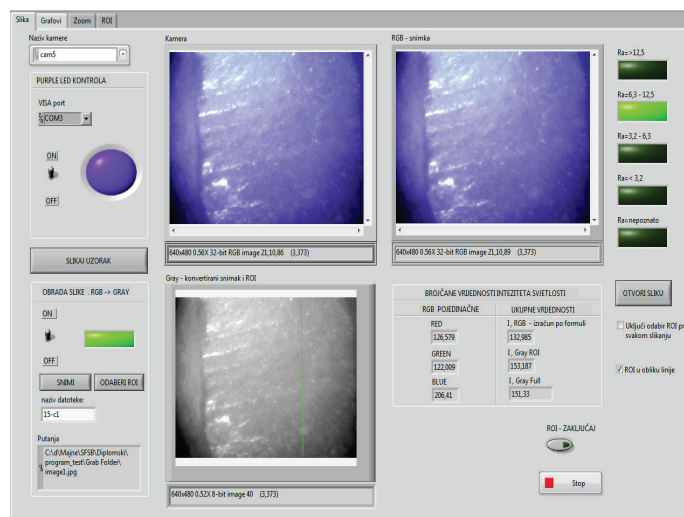 Slika Grafovi Zoom ROI
Naziv kamere
cam5
PURPLE LED KONTROLA
VISA port
COM3
ON
OFF
SLIKAJ UZORAK
OBRADA SLIKE . RGB -> GRAY
ON
OFF
SNIMI ODABERI ROI
naziv datoteke:
15-c1
Putanja
C:\d\Majne\SFSB\Diplomski\
program_test\Grab Folder\
image1.jpg
Kamera
640x480 0.56X 32-bit RGB image 21,10,86 (3,373)
RGB - snimka
640x480 0.56X 32-bit RGB image 21,10,89 (3,373)
Gray - konvertirani snimak i ROI
640x480 0.52X 8-bit image 40 (3,373)
BROJČANE VRIJEDNOSTI INTEZITETA SVJETLOSTI
RGB POJEDINAČNE UKUPNE VRIJEDNOSTI
RED I, RGB - izračun po formuli
126,579 132,985
GREEN I, Gray ROI
122,009 153,187
BLUE I, Gray Full
206,41 151,33
ROI - ZAKLJUČAJ
Stop
Ra=>12,5
Ra=6,3 - 12,5
Ra=3,2 - 6,3
Ra=< 3,2
Ra=nepoznato
OTVORI SLIKU
Uključi odabir ROI pr
svakom slikanju
ROI u obliku linije